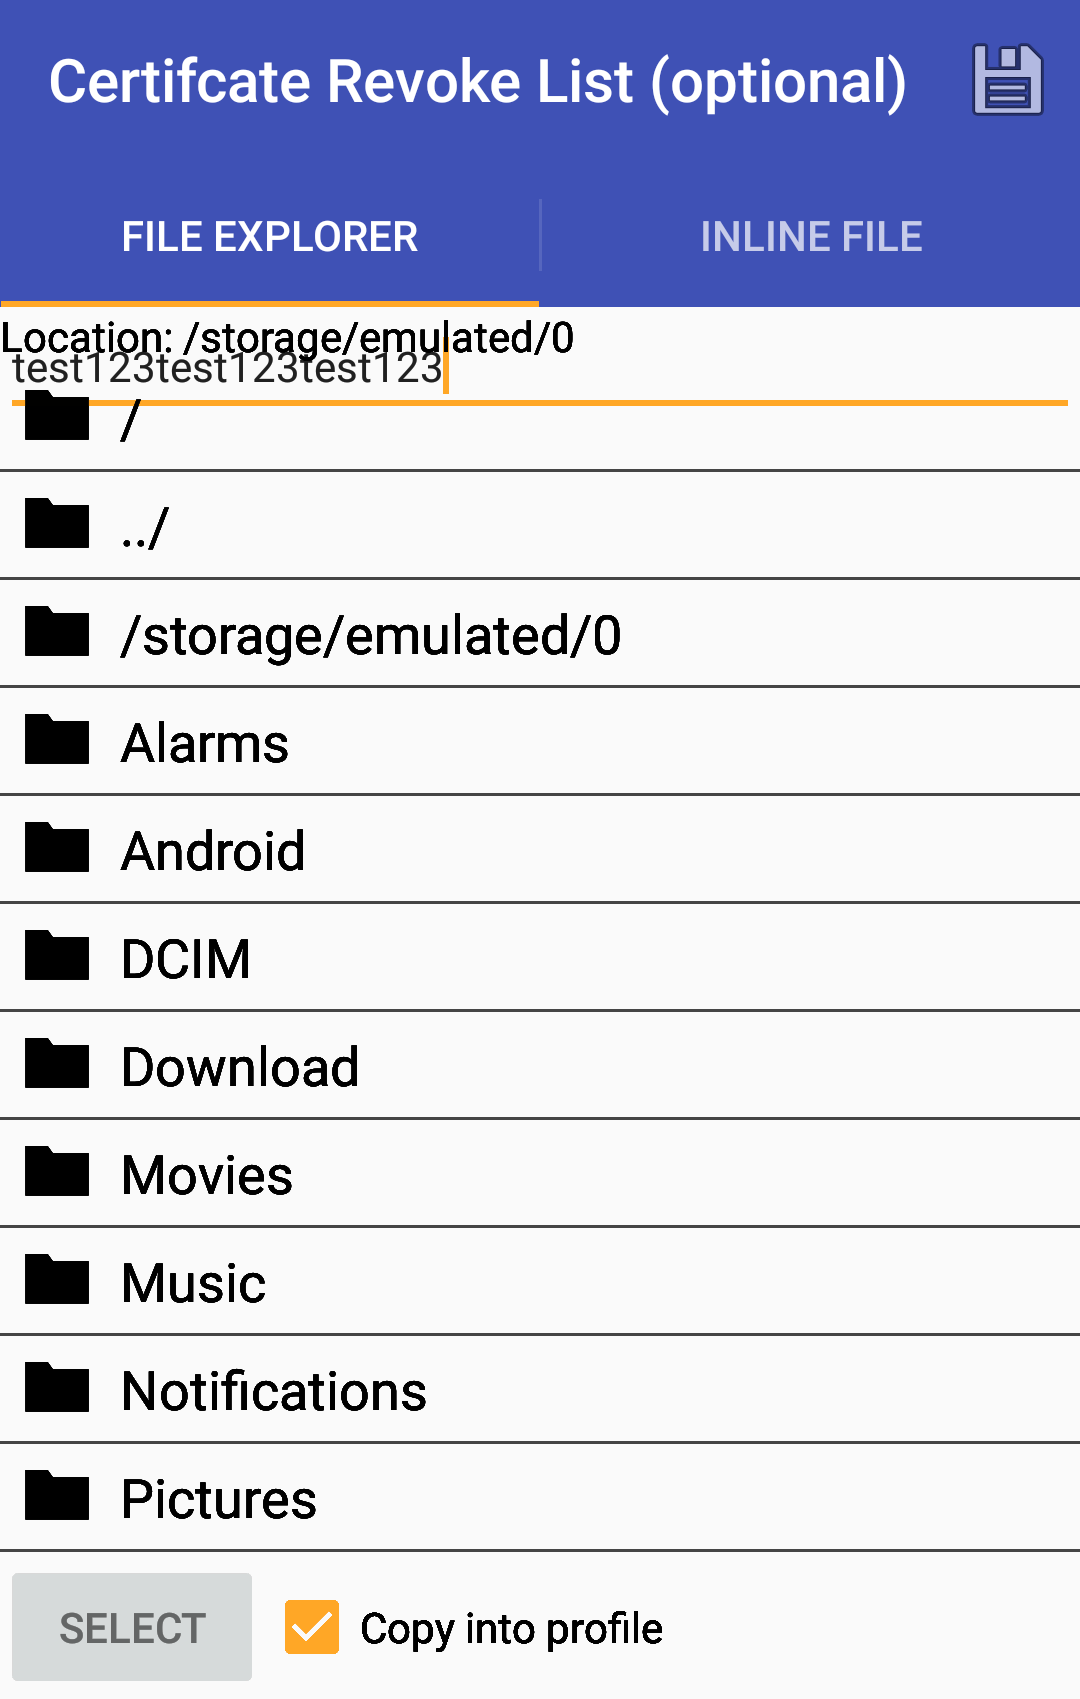 Certifcate Revoke List (optional)
FILE EXPLORER
INLINE FILE
Location: /storage/emulated/0
test123test123test123
/
../
/storage/emulated/0
Alarms
Android
DCIM
Download
Movies
Music
Notifications
Pictures
SELECT
Copy into profile